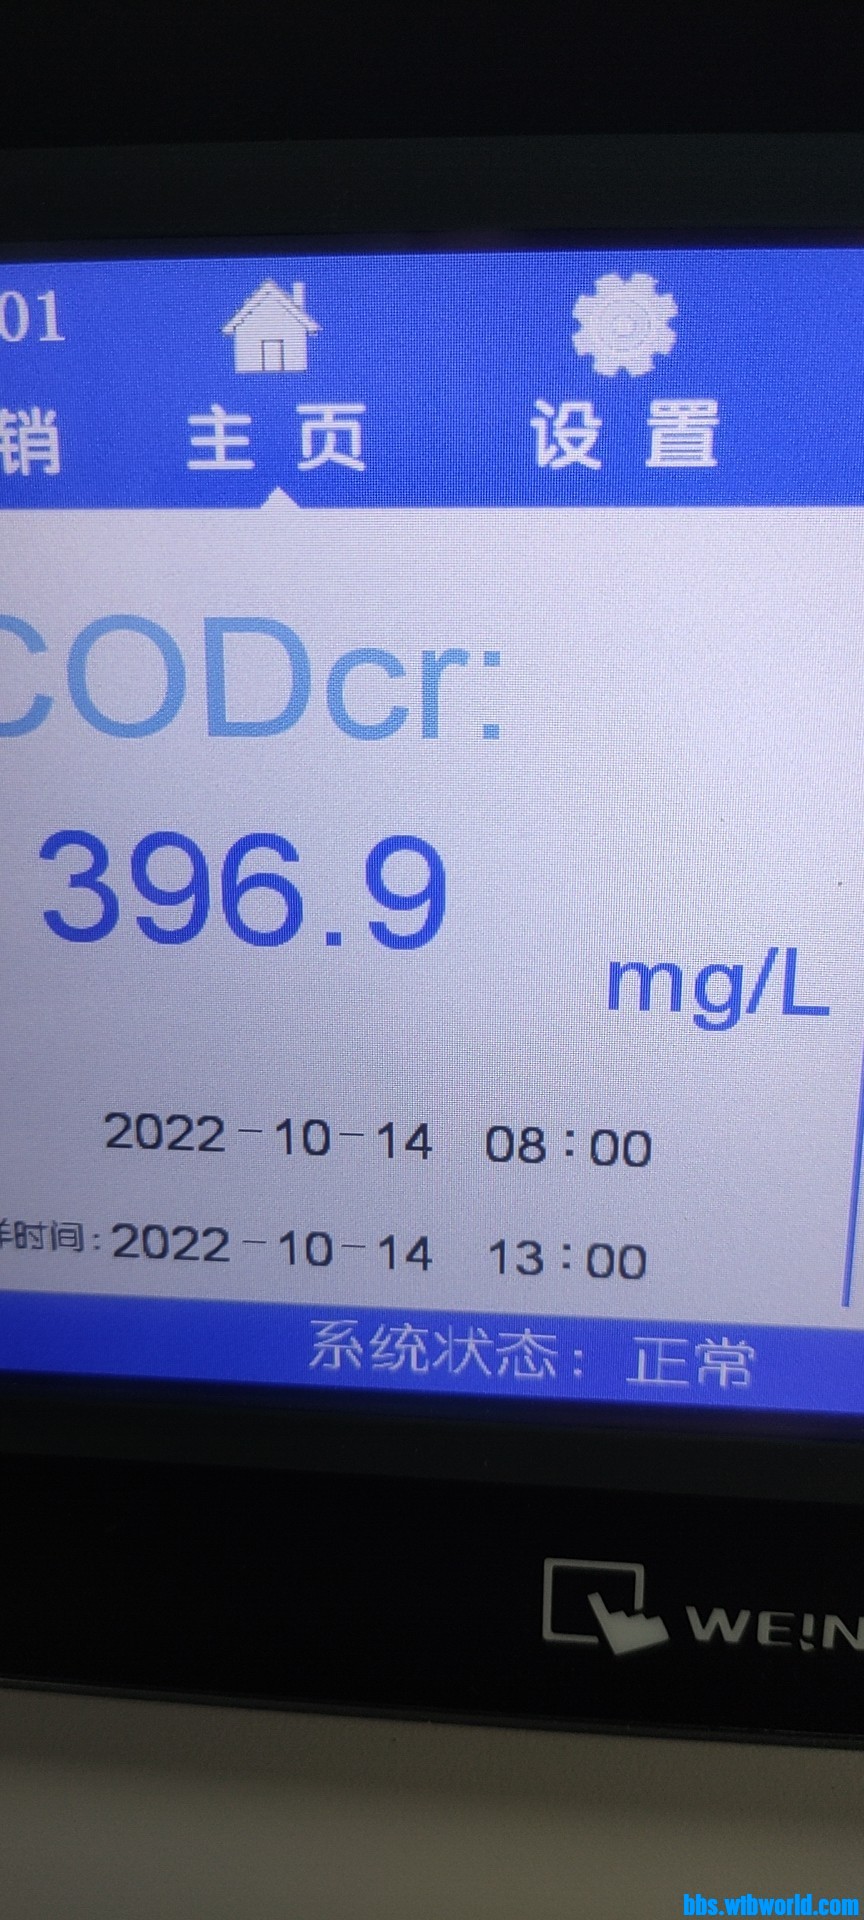 01
销 主页 设置
CODcr:
396.9
mg/L
2022-10-14 08:00
时间:2022-10-14 13:00
系统状态: 正常
WE!N
bbs.wtbworld.com